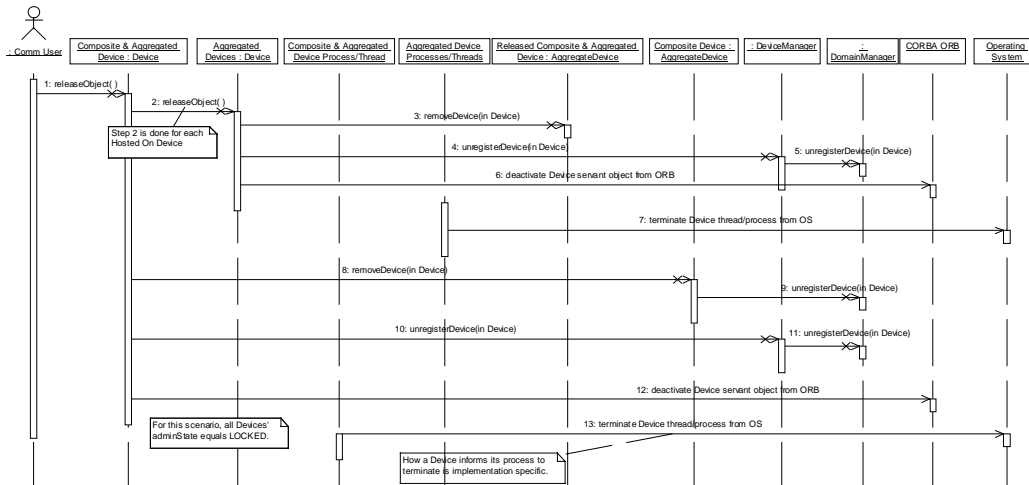 : Comm User
Composite & Aggregated
Device : Device
Aggregated
Devices : Device
Composite & Aggregated
Device Process/Thread
Aggregated Device
Processes/Threads
Released Composite & Aggregated
Device : AggregateDevice
Composite Device :
AggregateDevice
: DeviceManager
:
DomainManager
CORBA ORB
Operating
System
1: releaseObject( )
2: releaseObject( )
Step 2 is done for each
Hosted On Device
3: removeDevice(in Device)
4: unregisterDevice(in Device)
5: unregisterDevice(in Device)
6: deactivate Device servant object from ORB
7: terminate Device thread/process from OS
8: removeDevice(in Device)
9: unregisterDevice(in Device)
10: unregisterDevice(in Device)
11: unregisterDevice(in Device)
12: deactivate Device servant object from ORB
For this scenario, all Devices'
adminState equals LOCKED.
13: terminate Device thread/process from OS
How a Device informs its process to
terminate is implementation specific.